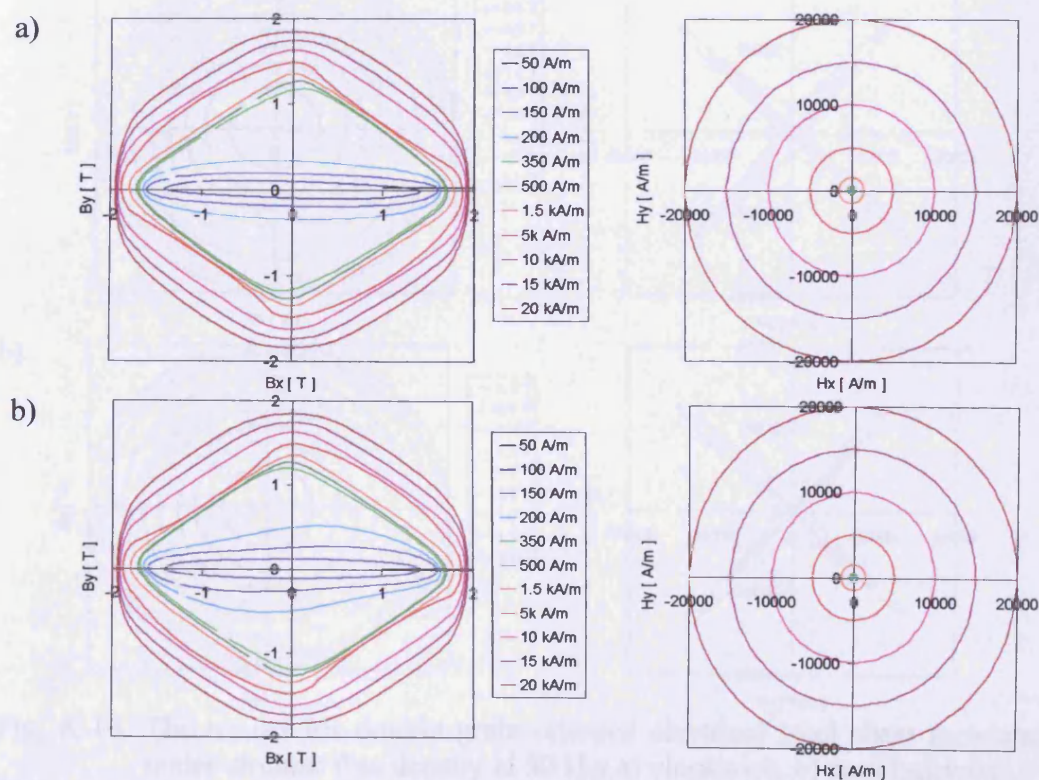 a)
2
1
0
-1
-2
-2
-1
0
1
2
By [ T ]
Bx [ T ]
50 A/m
100 A/m
150 A/m
200 A/m
350 A/m
500 A/m
1.5 kA/m
5k A/m
10 kA/m
15 kA/m
20 kA/m
20000
10000
0
-10000
-20000
-20000
-10000
0
10000
20000
Hy [ A/m ]
Hx [ A/m ]
b)
2
1
0
-1
-2
-2
-1
0
1
2
By [ T ]
Bx [ T ]
50 A/m
100 A/m
150 A/m
200 A/m
350 A/m
500 A/m
1.5 kA/m
5k A/m
10 kA/m
15 kA/m
20 kA/m
20000
10000
0
-10000
-20000
-20000
-10000
0
10000
20000
Hy [ A/m ]
Hx [ A/m ]